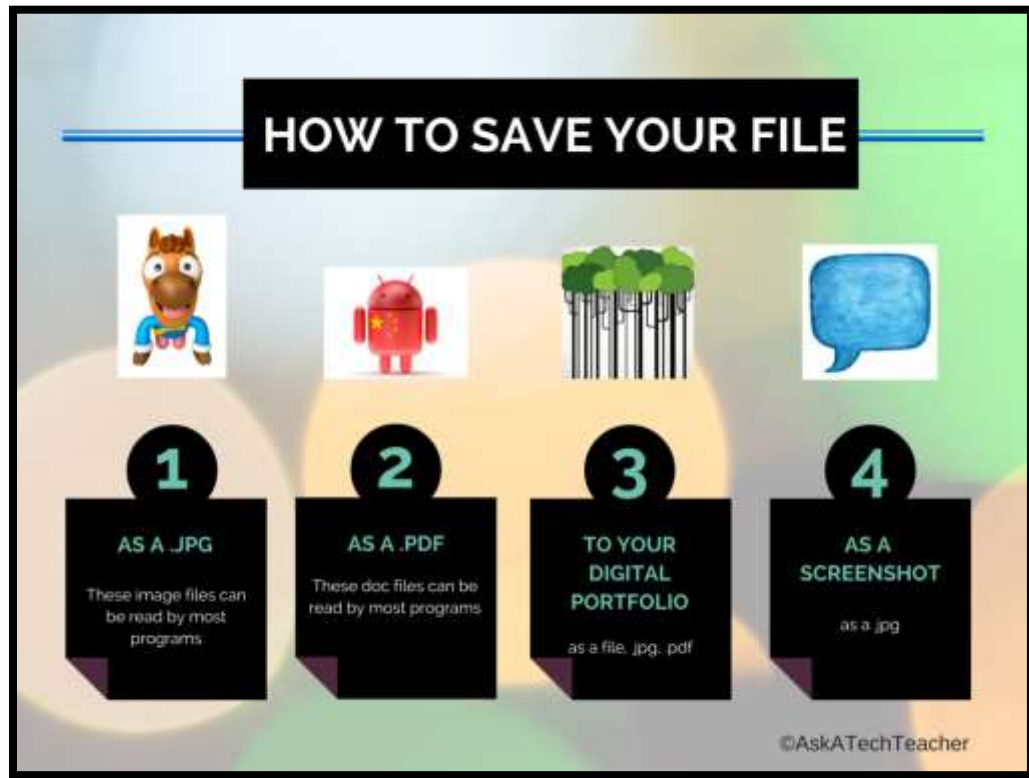 HOW TO SAVE YOUR FILE
1
AS A .JPG
These image files can
be read by most
programs
2
AS A .PDF
These doc files can be
read by most programs
3
TO YOUR
DIGITAL
PORTFOLIO
as a file, .jpg, .pdf
4
AS A
SCREENSHOT
as a .jpg
©AskATechTeacher